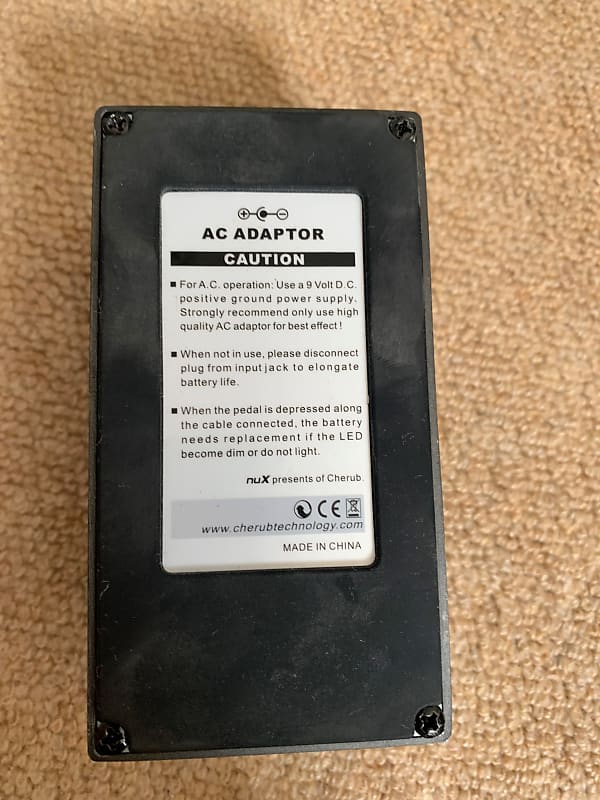 AC ADAPTOR
CAUTION
■ For A.C. operation: Use a 9 Volt D.C.
positive ground power supply.
Strongly recommend only use high
quality AC adaptor for best effect!
■ When not in use, please disconnect
plug from input jack to elongate
battery life.
■ When the pedal is depressed along
the cable connected, the battery
needs replacement if the LED
become dim or do not light.
nuX presents of Cherub.
CE
www.cherubtechnology.com
MADE IN CHINA